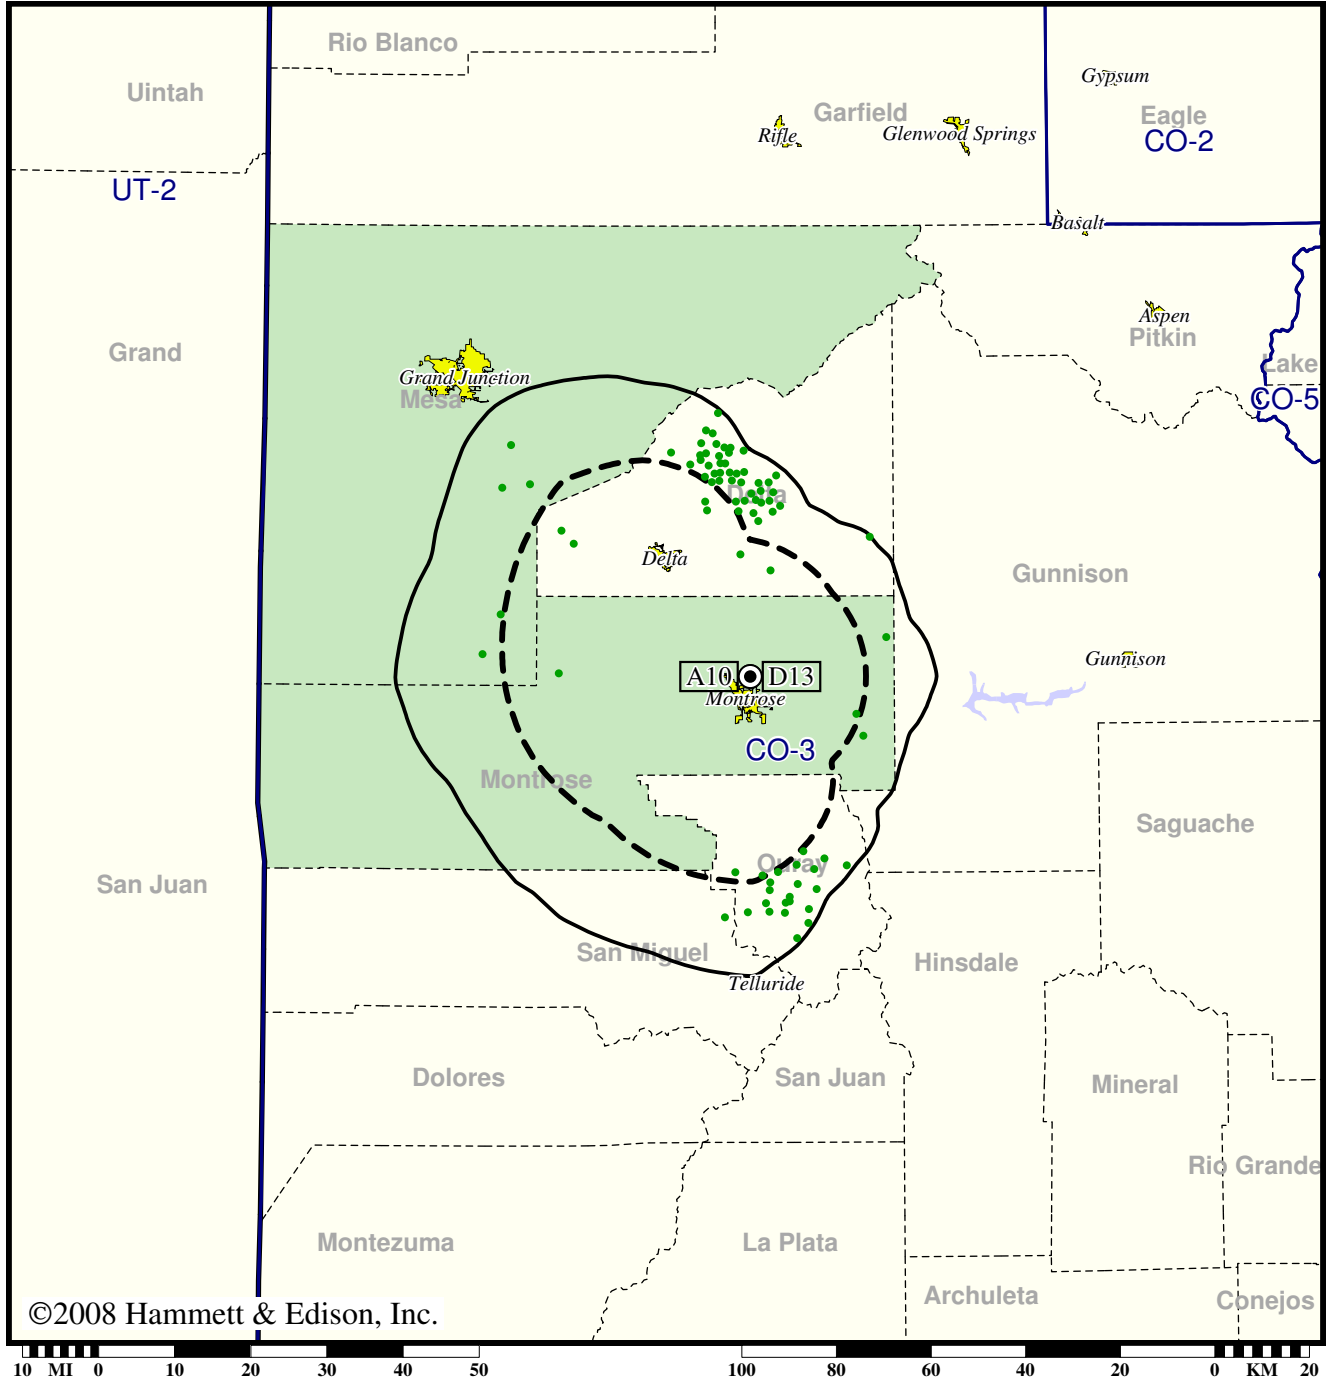 Rio Blanco
Gypsum
Uintah
Garfield
Eagle
Rifle
Glenwood Springs
CO-2
UT-2
Basalt
Aspen
Pitkin
Grand
Lake
Grand Junction
Mesa
CO-5
Delta
Delta
Gunnison
Gunnison
A10
D13
Montrose
CO-3
Montrose
Saguache
Ouray
San Juan
San Miguel
Hinsdale
Telluride
Dolores
San Juan
Mineral
Rio Grande
Montezuma
La Plata
Archuleta
Conejos
©2008 Hammett & Edison, Inc.
10 MI 0 10 20 30 40 50 100 80 60 40 20 0 KM 20